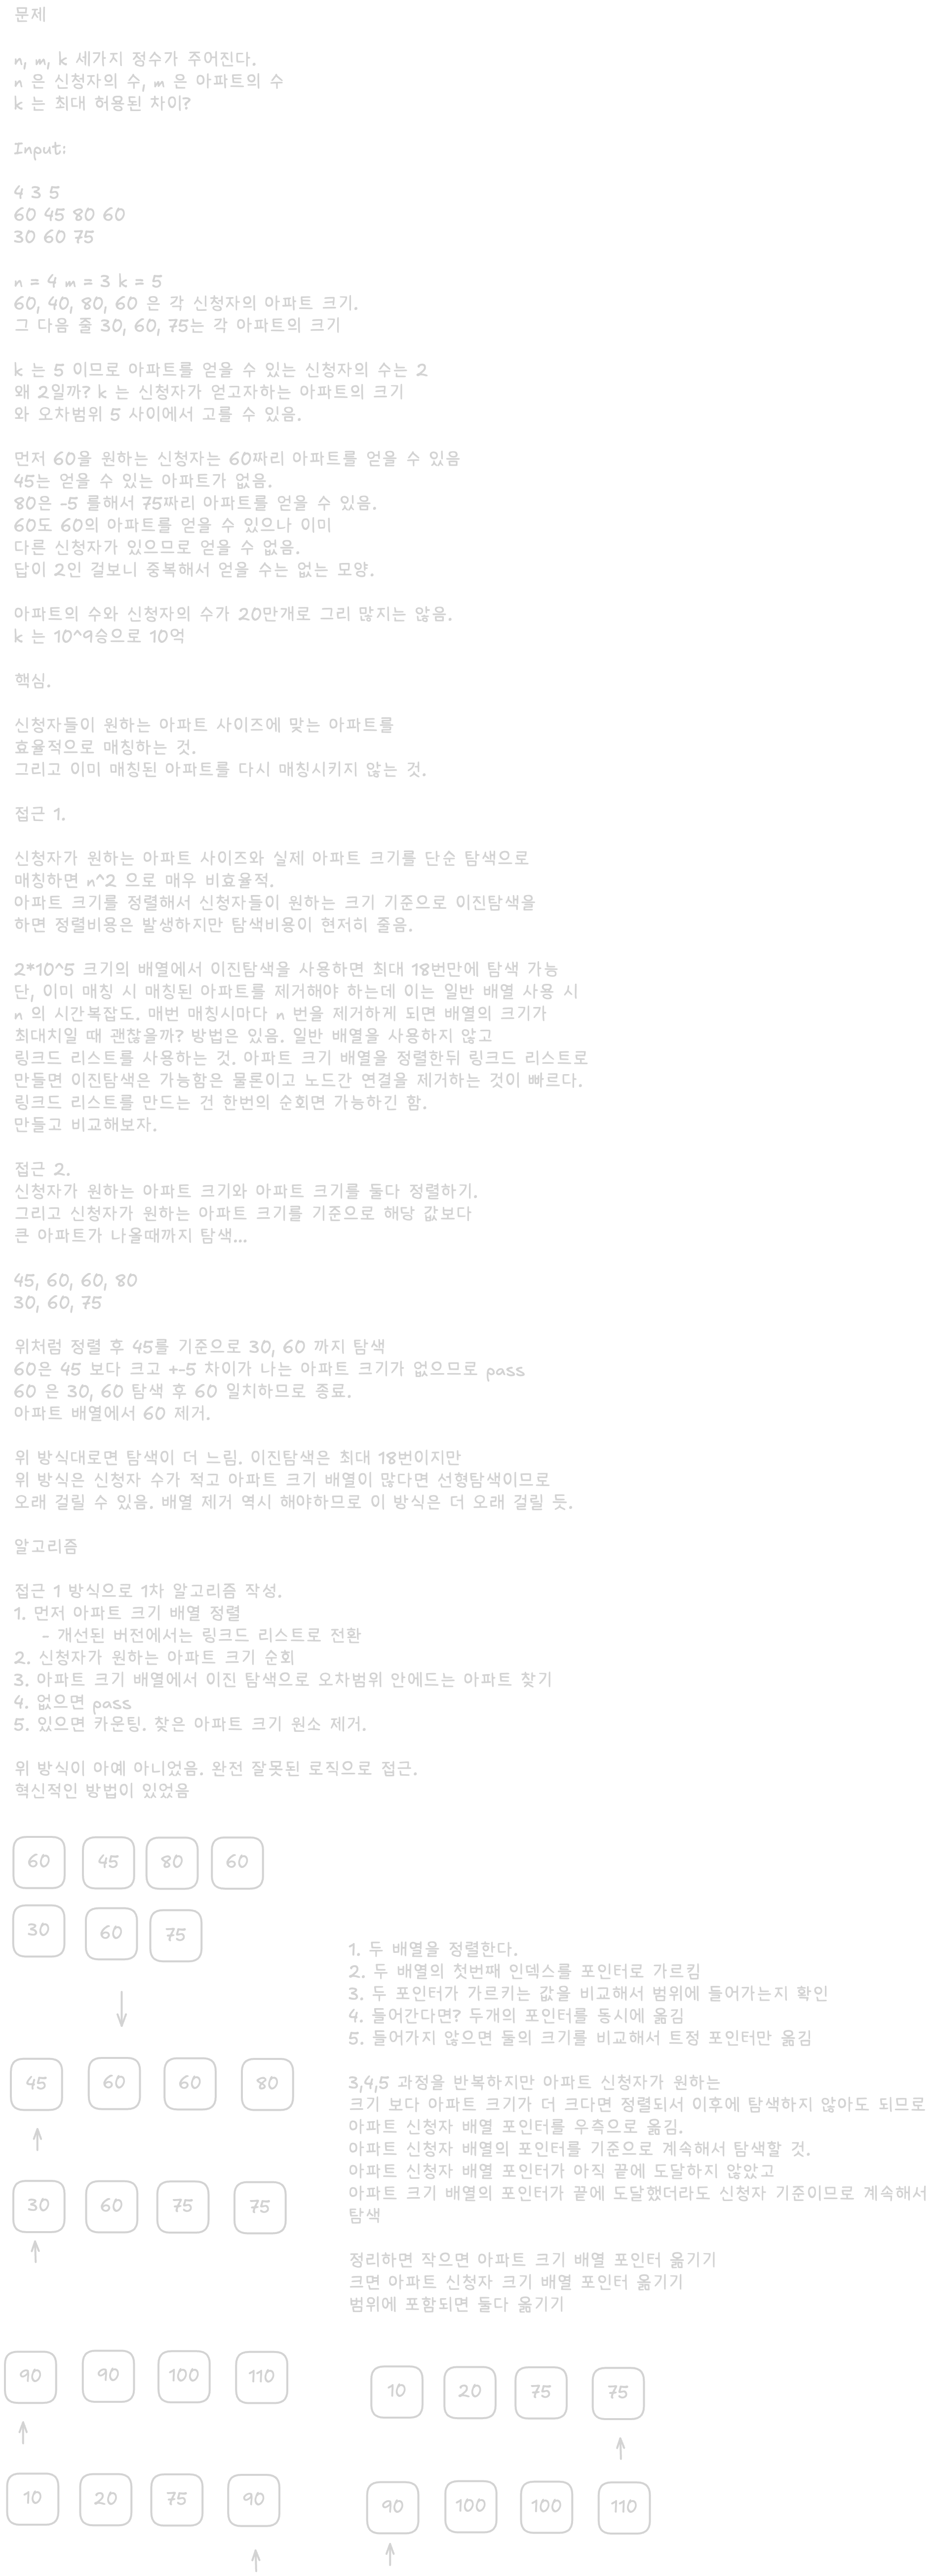 문제
n, m, k 세가지 정수가 주어진다.
n 은 신청자의 수, m 은 아파트의 수
k 는 최대 허용된 차이?
Input:
4 3 5
60 45 80 60
30 60 75
n = 4 m = 3 k = 5
60, 40, 80, 60 은 각 신청자의 아파트 크기.
그 다음 줄 30, 60, 75는 각 아파트의 크기
k 는 5 이므로 아파트를 얻을 수 있는 신청자의 수는 2
왜 2일까? k 는 신청자가 얻고자하는 아파트의 크기
와 오차범위 5 사이에서 고를 수 있음.
먼저 60을 원하는 신청자는 60짜리 아파트를 얻을 수 있음
45는 얻을 수 있는 아파트가 없음.
80은 -5 를해서 75짜리 아파트를 얻을 수 있음.
60도 60의 아파트를 얻을 수 있으나 이미
다른 신청자가 있으므로 얻을 수 없음.
답이 2인 걸보니 중복해서 얻을 수는 없는 모양.
아파트의 수와 신청자의 수가 20만개로 그리 많지는 않음.
k 는 10^9승으로 10억
핵심.
신청자들이 원하는 아파트 사이즈에 맞는 아파트를
효율적으로 매칭하는 것.
그리고 이미 매칭된 아파트를 다시 매칭시키지 않는 것.
접근 1.
신청자가 원하는 아파트 사이즈와 실제 아파트 크기를 단순 탐색으로
매칭하면 n^2 으로 매우 비효율적.
아파트 크기를 정렬해서 신청자들이 원하는 크기 기준으로 이진탐색을
하면 정렬비용은 발생하지만 탐색비용이 현저히 줄음.
2*10^5 크기의 배열에서 이진탐색을 사용하면 최대 18번만에 탐색 가능
단, 이미 매칭 시 매칭된 아파트를 제거해야 하는데 이는 일반 배열 사용 시
n 의 시간복잡도. 매번 매칭시마다 n 번을 제거하게 되면 배열의 크기가
최대치일 때 괜찮을까? 방법은 있음. 일반 배열을 사용하지 않고
링크드 리스트를 사용하는 것. 아파트 크기 배열을 정렬한뒤 링크드 리스트로
만들면 이진탐색은 가능함은 물론이고 노드간 연결을 제거하는 것이 빠르다.
링크드 리스트를 만드는 건 한번의 순회면 가능하긴 함.
만들고 비교해보자.
접근 2.
신청자가 원하는 아파트 크기와 아파트 크기를 둘다 정렬하기.
그리고 신청자가 원하는 아파트 크기를 기준으로 해당 값보다
큰 아파트가 나올때까지 탐색...
45, 60, 60, 80
30, 60, 75
위처럼 정렬 후 45를 기준으로 30, 60 까지 탐색
60은 45 보다 크고 +-5 차이가 나는 아파트 크기가 없으므로 pass
60 은 30, 60 탐색 후 60 일치하므로 종료.
아파트 배열에서 60 제거.
위 방식대로면 탐색이 더 느림. 이진탐색은 최대 18번이지만
위 방식은 신청자 수가 적고 아파트 크기 배열이 많다면 선형탐색이므로
오래 걸릴 수 있음. 배열 제거 역시 해야하므로 이 방식은 더 오래 걸릴 듯.
알고리즘
접근 1 방식으로 1차 알고리즘 작성.
1. 먼저 아파트 크기 배열 정렬
- 개선된 버전에서는 링크드 리스트로 전환
2. 신청자가 원하는 아파트 크기 순회
3. 아파트 크기 배열에서 이진 탐색으로 오차범위 안에드는 아파트 찾기
4. 없으면 pass
5. 있으면 카운팅. 찾은 아파트 크기 원소 제거.
위 방식이 아예 아니었음. 완전 잘못된 로직으로 접근.
혁신적인 방법이 있었음
60 45 80 60
30 60 75
1. 두 배열을 정렬한다.
2. 두 배열의 첫번째 인덱스를 포인터로 가르킴
3. 두 포인터가 가르키는 값을 비교해서 범위에 들어가는지 확인
4. 들어간다면? 두개의 포인터를 동시에 옮김
5. 들어가지 않으면 둘의 크기를 비교해서 트정 포인터만 옮김
3,4,5 과정을 반복하지만 아파트 신청자가 원하는
크기 보다 아파트 크기가 더 크다면 정렬되서 이후에 탐색하지 않아도 되므로
아파트 신청자 배열 포인터를 우측으로 옮김.
아파트 신청자 배열의 포인터를 기준으로 계속해서 탐색할 것.
아파트 신청자 배열 포인터가 아직 끝에 도달하지 않았고
아파트 크기 배열의 포인터가 끝에 도달했더라도 신청자 기준이므로 계속해서
탐색
정리하면 작으면 아파트 크기 배열 포인터 옮기기
크면 아파트 신청자 크기 배열 포인터 옮기기
범위에 포함되면 둘다 옮기기
45 60 60 80
30 60 75 75
90 90 100 110
10 20 75 90
10 20 75 75
90 100 100 110